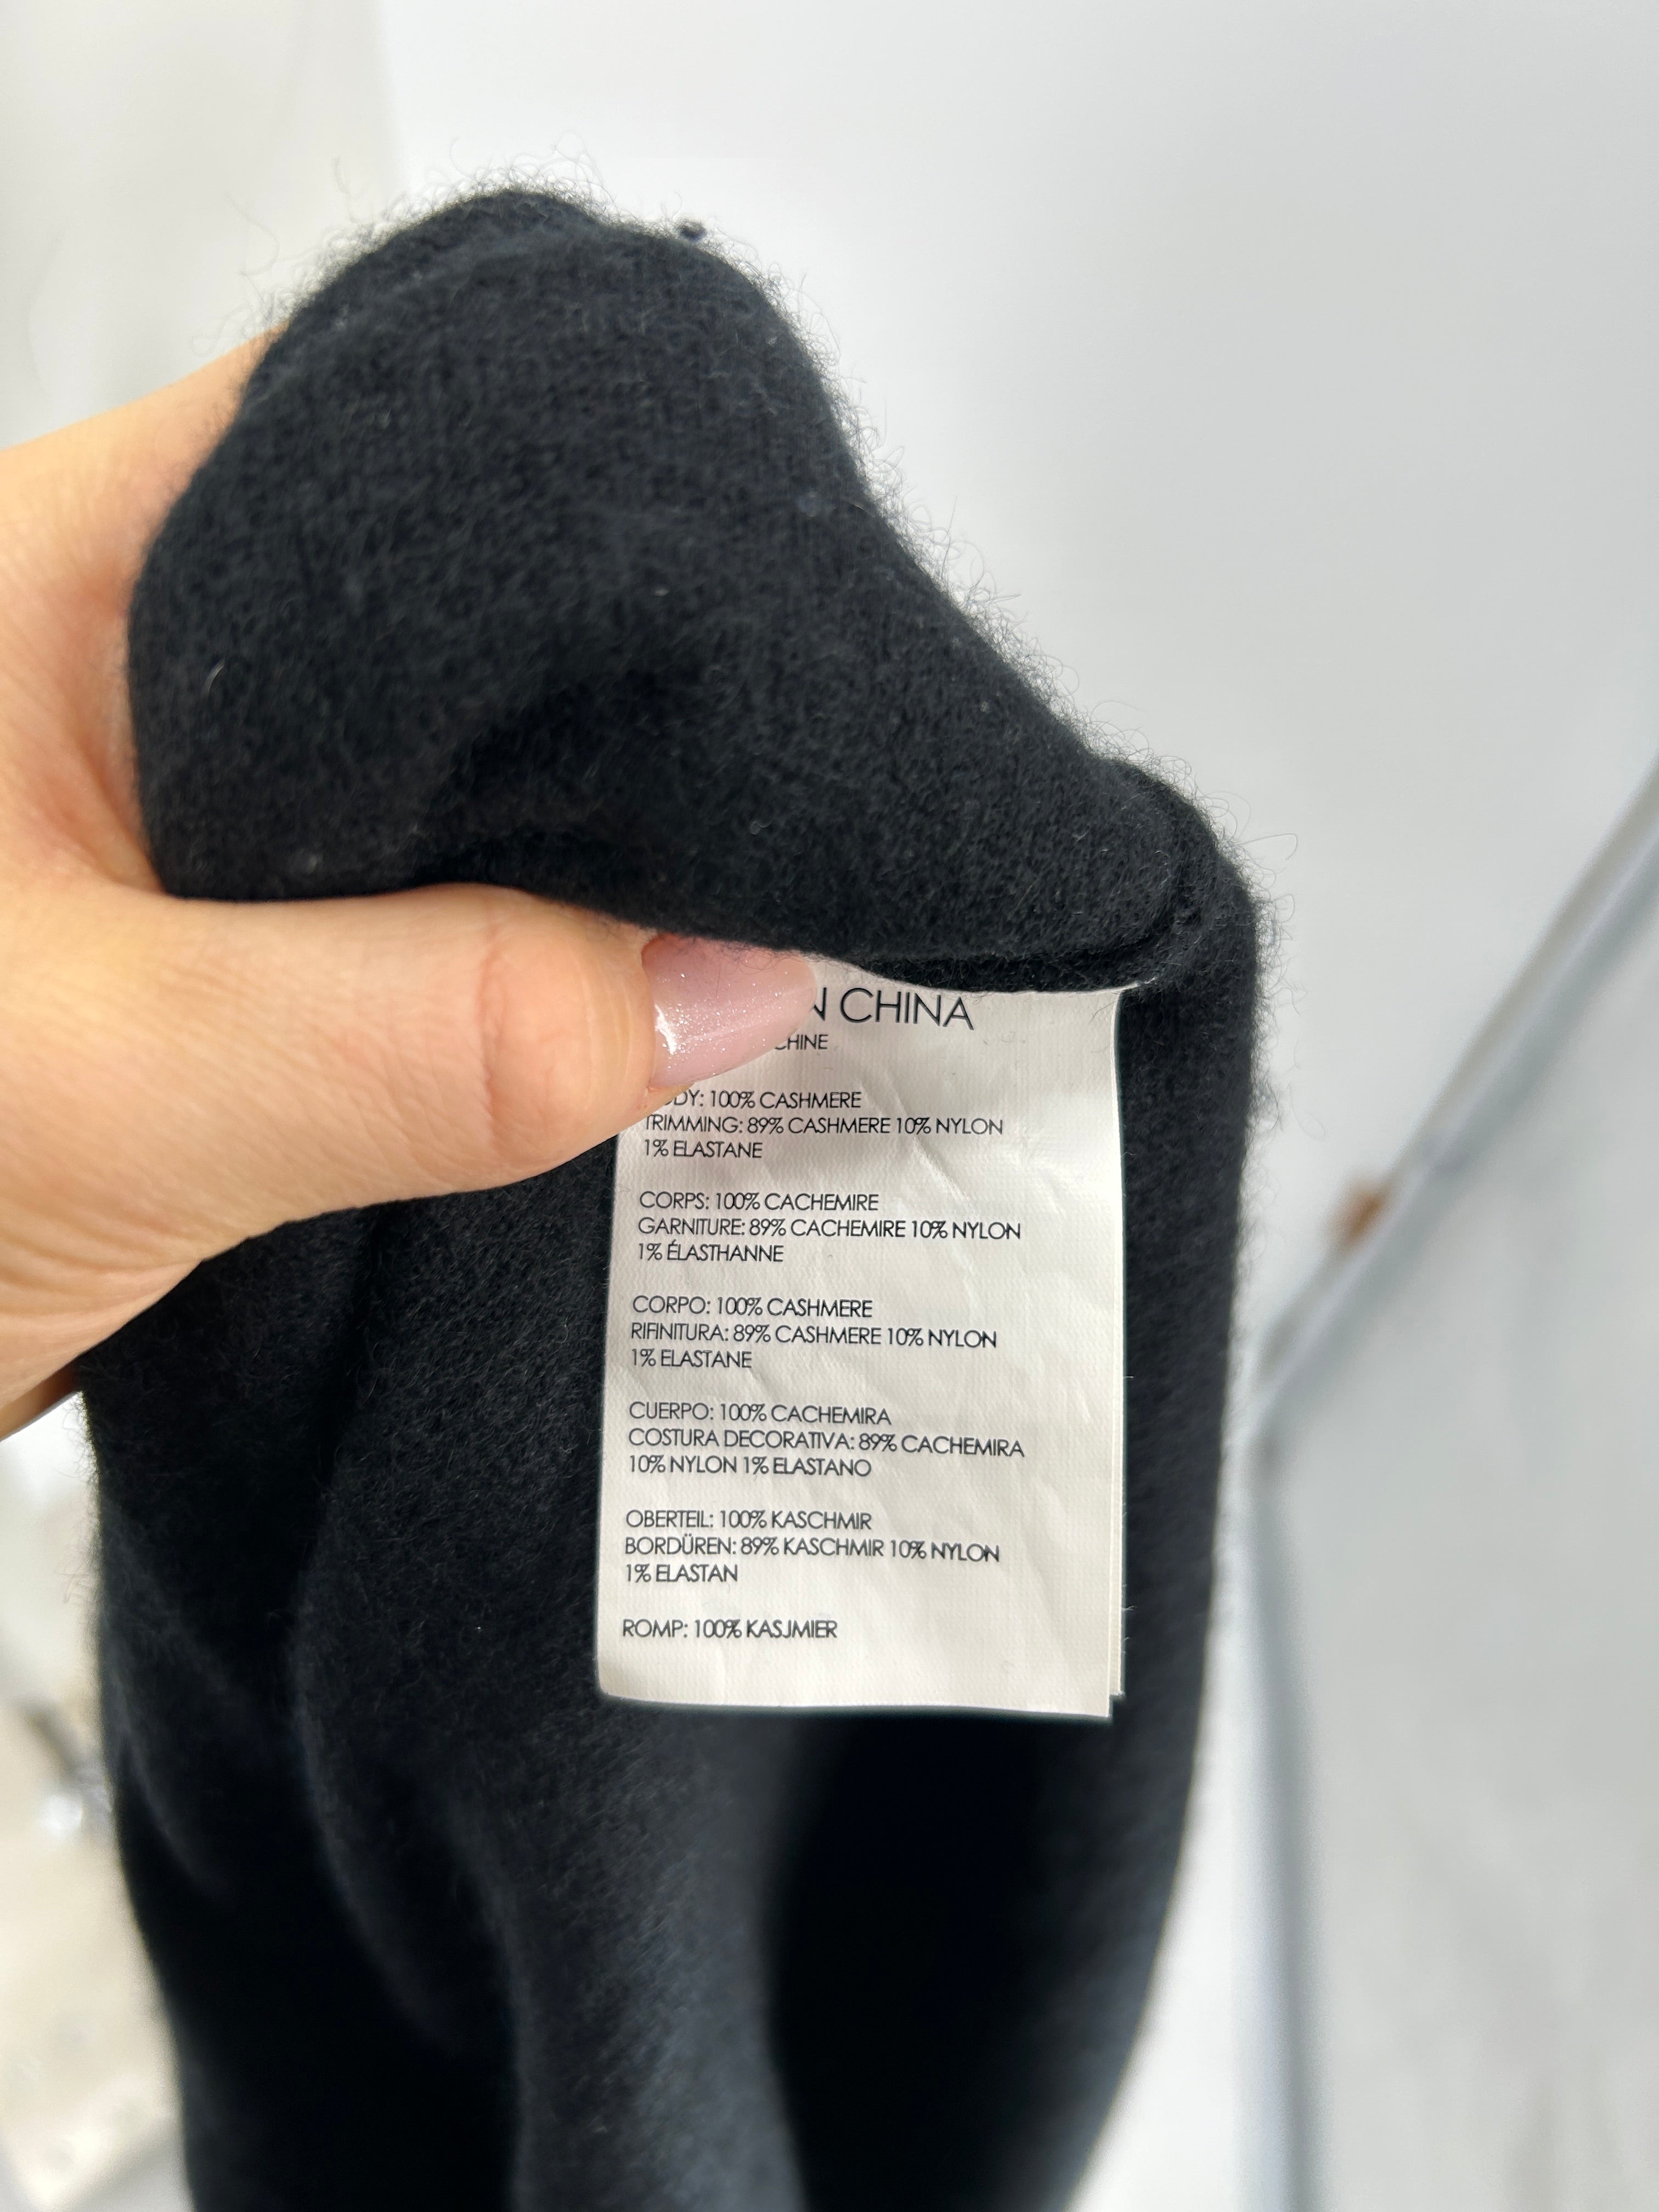 CHINA
BODY: 100% CASHMERE
TRIMMING: 89% CASHMERE 10% NYLON
1% ELASTANE
CORPS: 100% CACHEMIRE
GARNITURE: 89% CACHEMIRE 10% NYLON
1% ÉLASTHANNE
CORPO: 100% CASHMERE
RIFINITURA: 89% CASHMERE 10% NYLON
1% ELASTANE
CUERPO: 100% CACHEMIRA
COSTURA DECORATIVA: 89% CACHEMIRA
10% NYLON 1% ELASTANO
OBERTEIL: 100% KASCHMIR
BORDÜREN: 89% KASCHMIR 10% NYLON
1% ELASTAN
ROMP: 100% KASJMIER